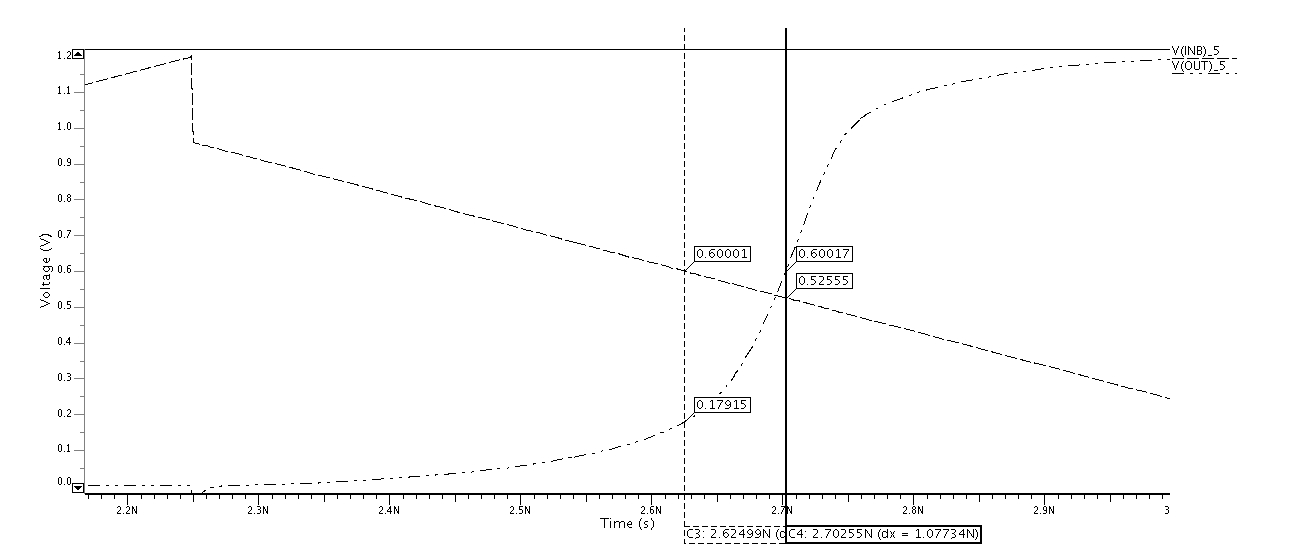 V(INB)_5
V(OUT)_5
1.2
1.1
1.0
0.9
0.8
0.7
0.6
0.5
0.4
0.3
0.2
0.1
0.0
Voltage (V)
0.60001
0.60017
0.52555
0.17915
2.2N 2.3N 2.4N 2.5N 2.6N 2.7N 2.8N 2.9N 3
Time (s)
C3: 2.62499N (d
C4: 2.70255N (dx = 1.07734N)